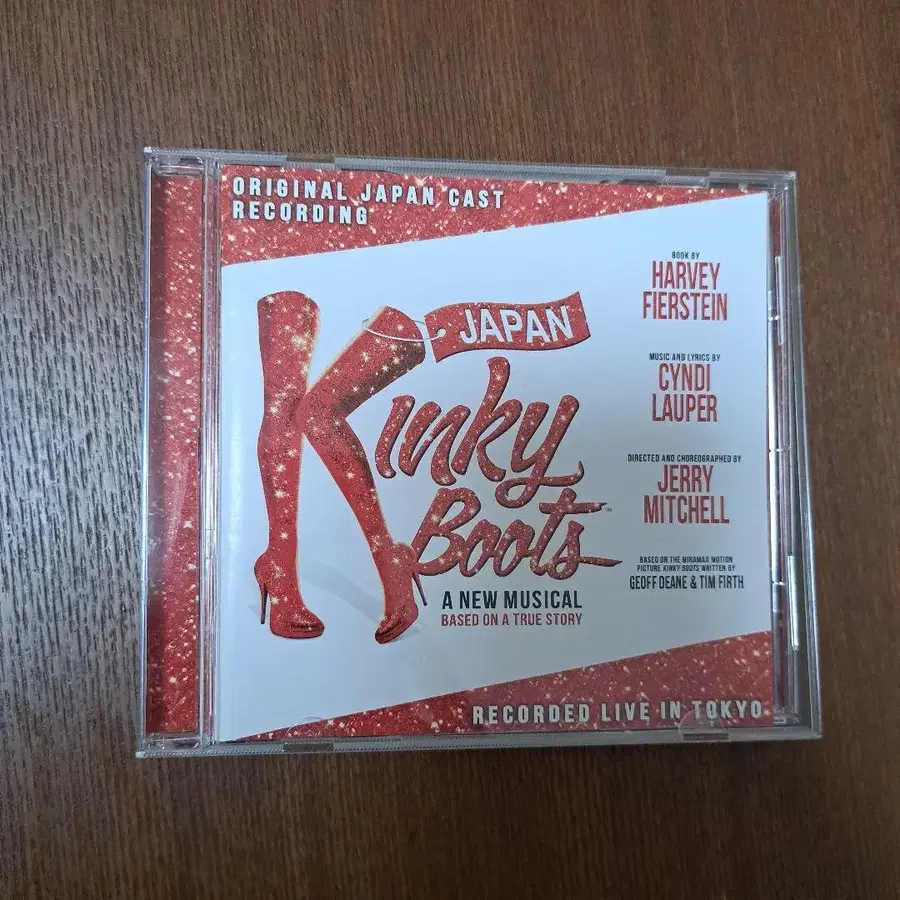 ORIGINAL JAPAN CAST
RECORDING
JAPAN
Kinky
Boots™
A NEW MUSICAL
BASED ON A TRUE STORY
BOOK BY
HARVEY
FIERSTEIN
MUSIC AND LYRICS BY
CYNDI
LAUPER
DIRECTED AND CHOREOGRAPHED BY
JERRY
MITCHELL
BASED ON THE MIRAMAX MOTION
PICTURE KINKY BOOTS WRITTEN BY
GEOFF DEANE & TIM FIRTH
RECORDED LIVE IN TOKYO